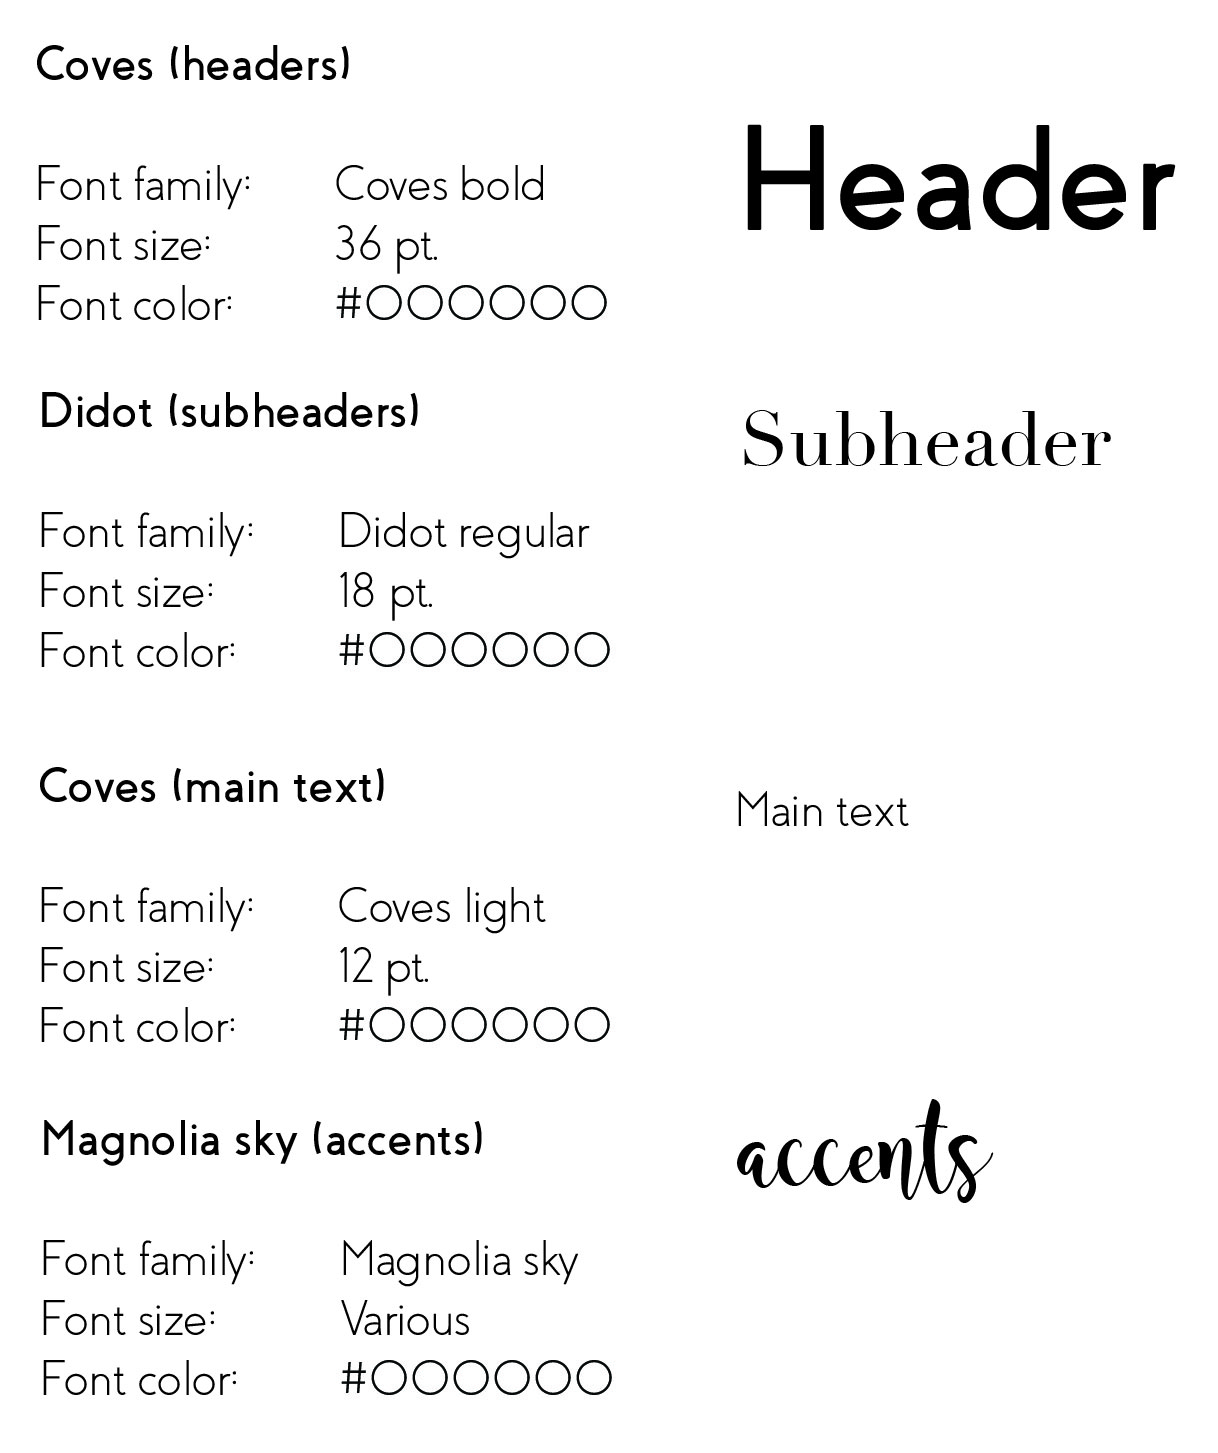 Coves (headers)
Header
Font family: Coves bold
Font size: 36 pt.
Font color: #000000
Didot (subheaders)
Subheader
Font family: Didot regular
Font size: 18 pt.
Font color: #000000
Coves (main text)
Main text
Font family: Coves light
Font size: 12 pt.
Font color: #000000
Magnolia sky (accents)
accents
Font family: Magnolia sky
Font size: Various
Font color: #000000